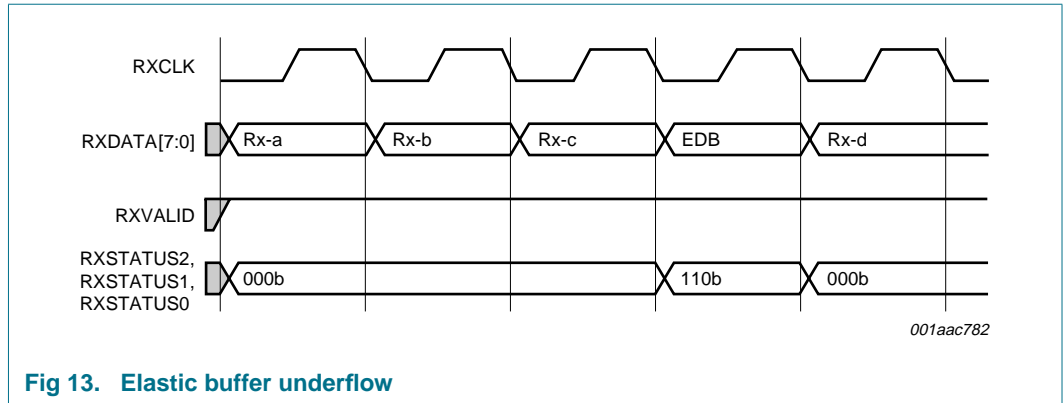 RXCLK
RXDATA[7:0] Rx-a Rx-b Rx-c EDB Rx-d
RXVALID
RXSTATUS2,
RXSTATUS1, 000b 110b 000b
RXSTATUS0
001aac782
Fig 13. Elastic buffer underflow